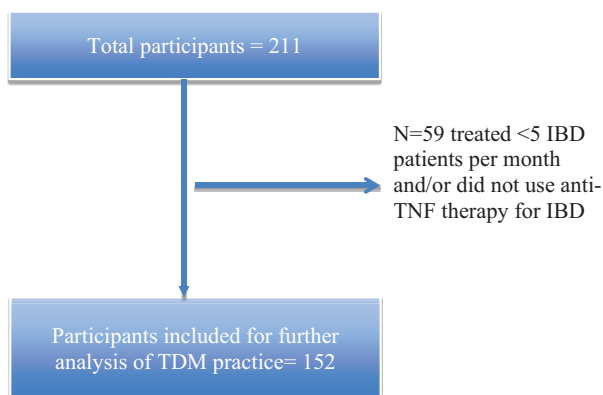 Total participants = 211
N=59 treated <5 IBD
patients per month
and/or did not use anti-
TNF therapy for IBD
Participants included for further
analysis of TDM practice= 152